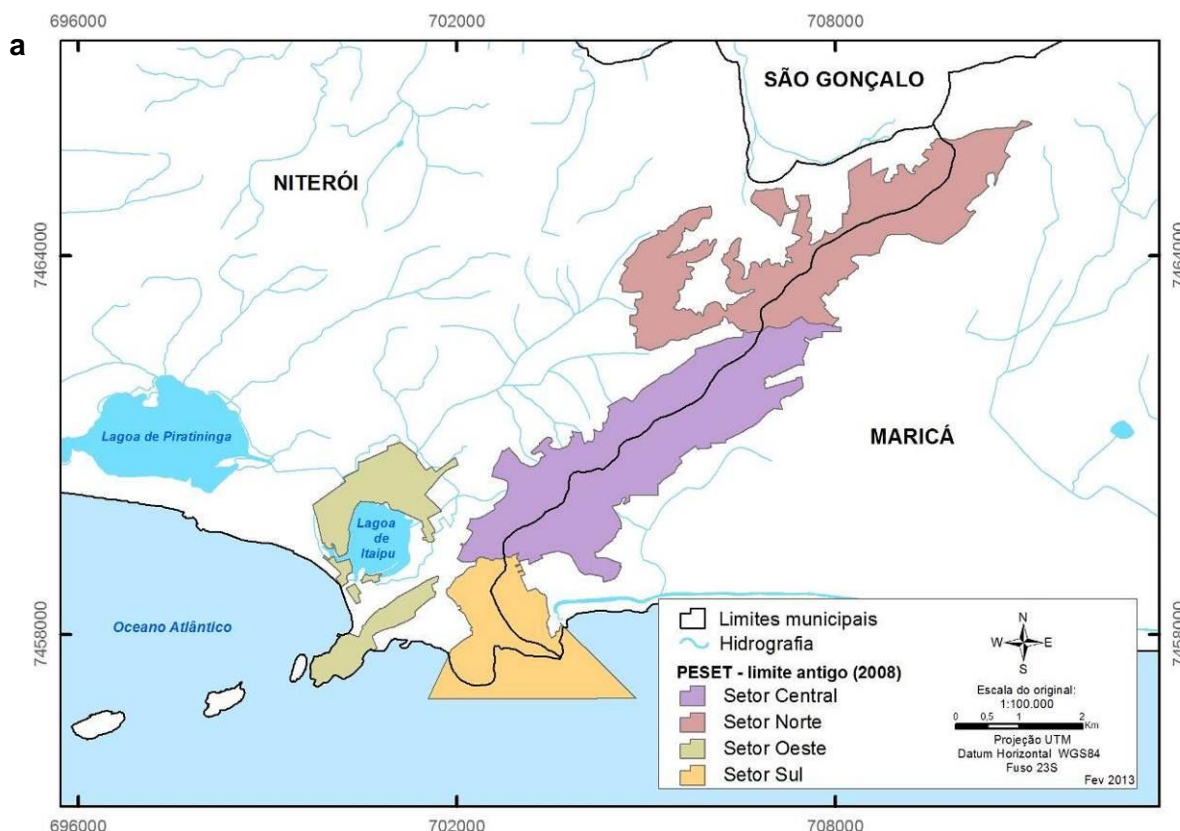 696000
702000
708000
a
SÃO GONÇALO
NITERÓI
7464000
7464000
MARICÁ
Lagoa de Piratininga
Lagoa
de
Itaipu
Oceano Atlântico
7458000
7458000
Limites municipais
Hidrografia
PESET - limite antigo (2008)
Setor Central
Setor Norte
Setor Oeste
Setor Sul
N
W
E
S
Escala do original:
1:100.000
0 0,5 1 2
Km
Projeção UTM
Datum Horizontal WGS84
Fuso 23S
Fev 2013
696000
702000
708000